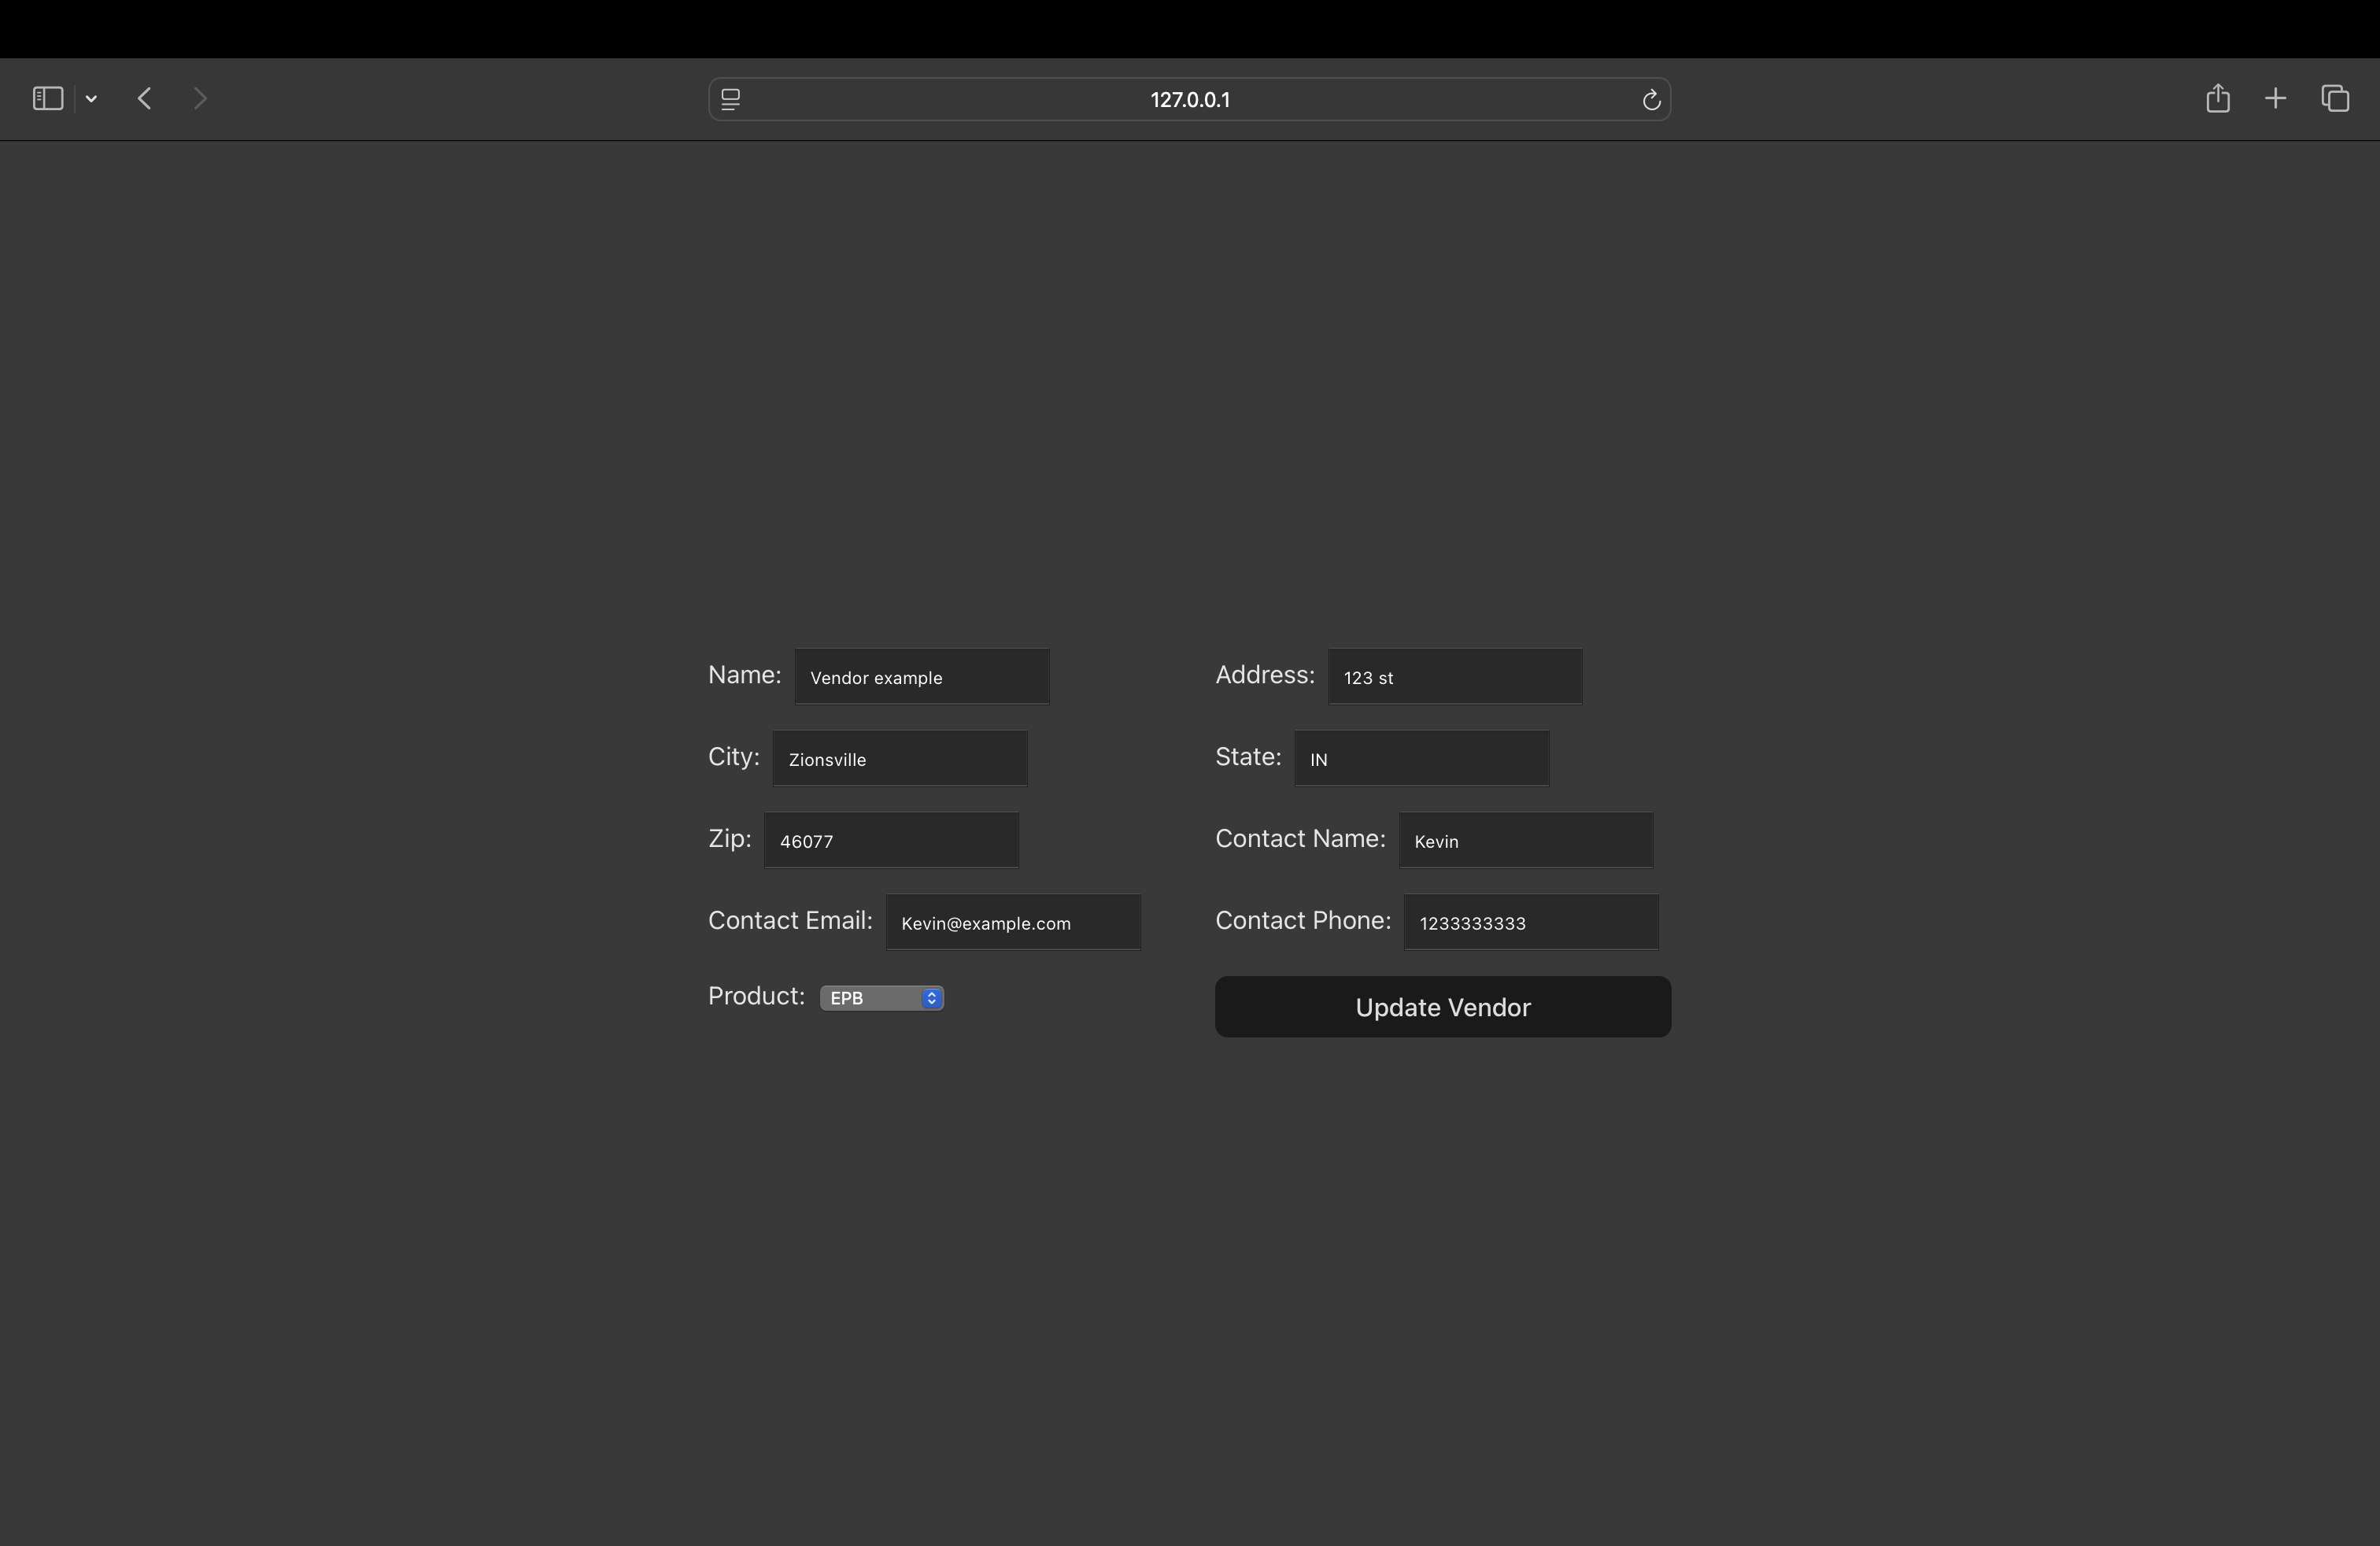 127.0.0.1
Name: Vendor example
Address: 123 st
City: Zionsville
State: IN
Zip: 46077
Contact Name: Kevin
Contact Email: Kevin@example.com
Contact Phone: 1233333333
Product: EPB
Update Vendor